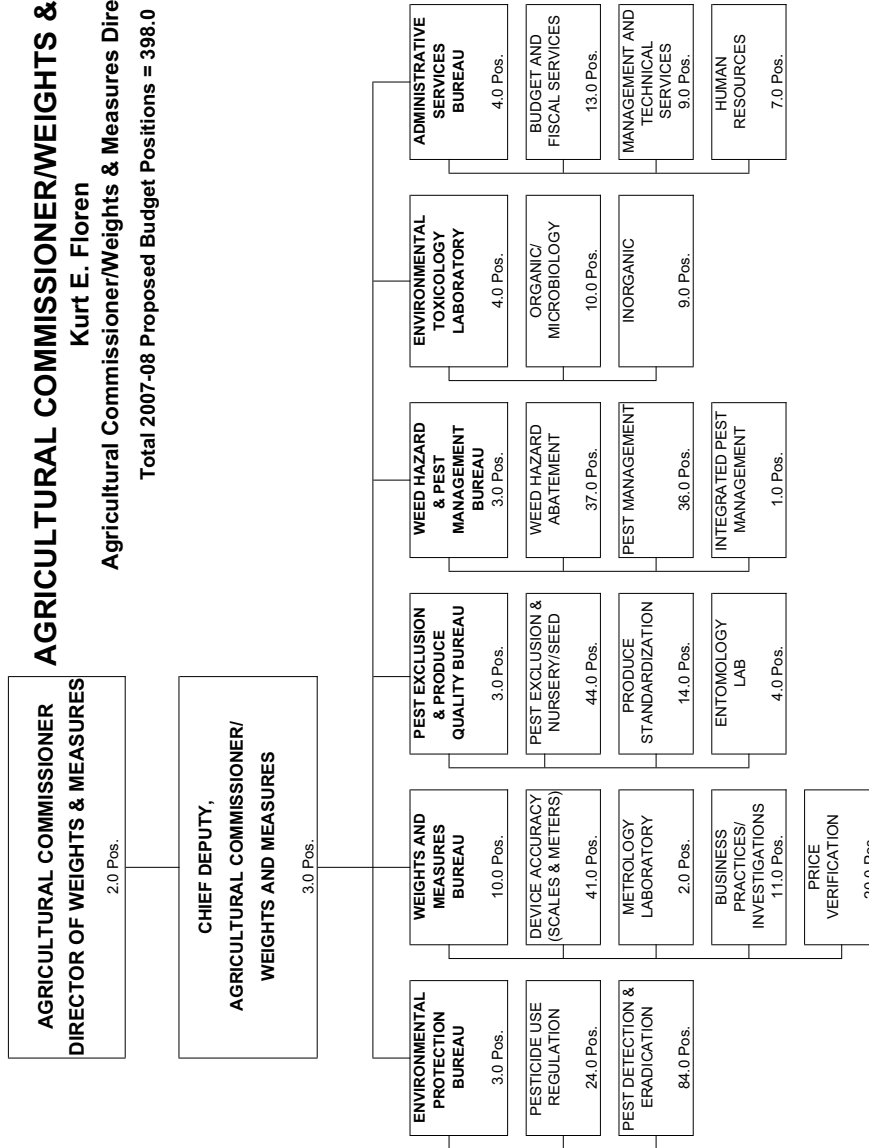 AGRICULTURAL COMMISSIONER/WEIGHTS &
Kurt E. Floren
Agricultural Commissioner/Weights & Measures Dire
Total 2007-08 Proposed Budget Positions = 398.0
AGRICULTURAL COMMISSIONER
DIRECTOR OF WEIGHTS & MEASURES
2.0 Pos.
CHIEF DEPUTY,
AGRICULTURAL COMMISSIONER/
WEIGHTS AND MEASURES
3.0 Pos.
ENVIRONMENTAL
PROTECTION
BUREAU
3.0 Pos.
PESTICIDE USE
REGULATION
24.0 Pos.
PEST DETECTION &
ERADICATION
84.0 Pos.
WEIGHTS AND
MEASURES
BUREAU
10.0 Pos.
DEVICE ACCURACY
(SCALES & METERS)
41.0 Pos.
METROLOGY
LABORATORY
2.0 Pos.
BUSINESS
PRACTICES/
INVESTIGATIONS
11.0 Pos.
PRICE
VERIFICATION
20.0 Pos.
PEST EXCLUSION
& PRODUCE
QUALITY BUREAU
3.0 Pos.
PEST EXCLUSION &
NURSERY/SEED
44.0 Pos.
PRODUCE
STANDARDIZATION
14.0 Pos.
ENTOMOLOGY
LAB
4.0 Pos.
WEED HAZARD
& PEST
MANAGEMENT
BUREAU
3.0 Pos.
WEED HAZARD
ABATEMENT
37.0 Pos.
PEST MANAGEMENT
36.0 Pos.
INTEGRATED PEST
MANAGEMENT
1.0 Pos.
ENVIRONMENTAL
TOXICOLOGY
LABORATORY
4.0 Pos.
ORGANIC/
MICROBIOLOGY
10.0 Pos.
INORGANIC
9.0 Pos.
ADMINISTRATIVE
SERVICES
BUREAU
4.0 Pos.
BUDGET AND
FISCAL SERVICES
13.0 Pos.
MANAGEMENT AND
TECHNICAL
SERVICES
9.0 Pos.
HUMAN
RESOURCES
7.0 Pos.